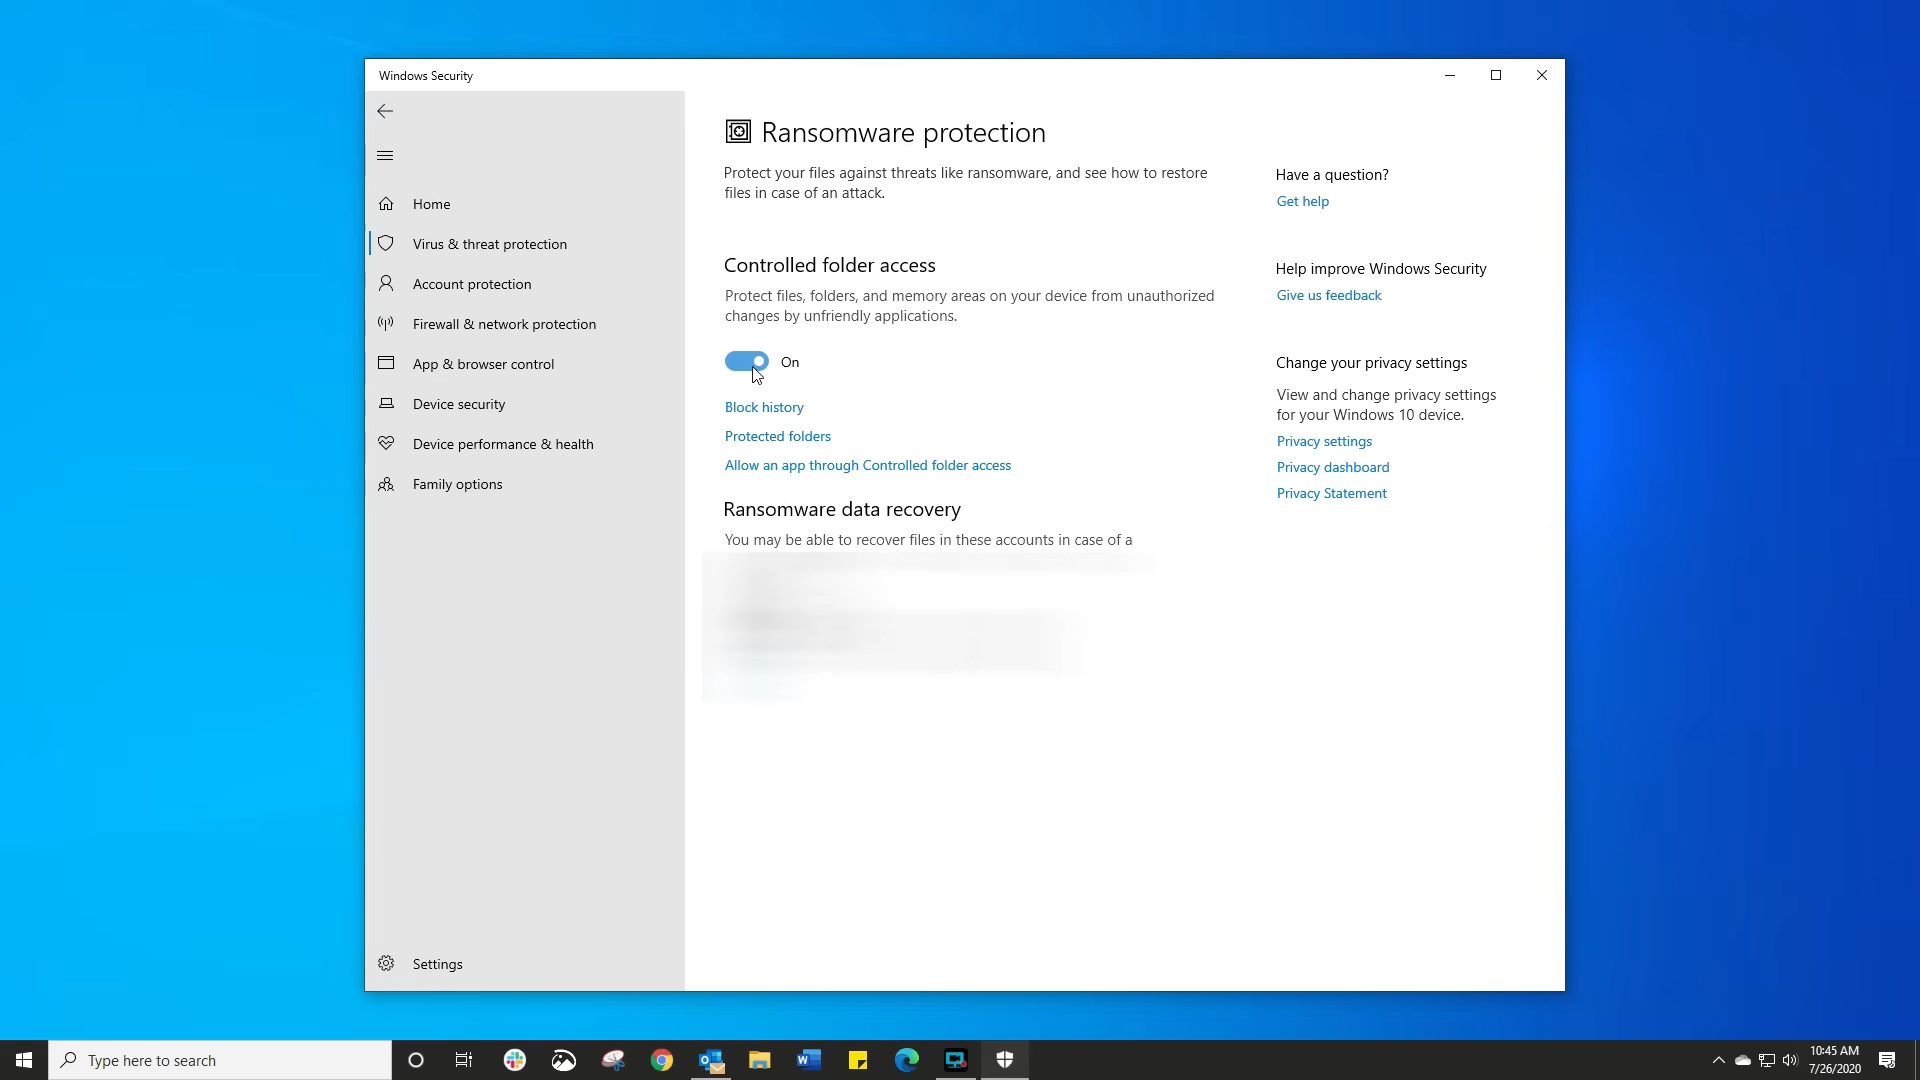 Windows Security
Home
Virus & threat protection
Account protection
Firewall & network protection
App & browser control
Device security
Device performance & health
Family options
Settings
Ransomware protection
Protect your files against threats like ransomware, and see how to restore
files in case of an attack.
Controlled folder access
Protect files, folders, and memory areas on your device from unauthorized
changes by unfriendly applications.
On
Block history
Protected folders
Allow an app through Controlled folder access
Ransomware data recovery
You may be able to recover files in these accounts in case of a
Have a question?
Get help
Help improve Windows Security
Give us feedback
Change your privacy settings
View and change privacy settings
for your Windows 10 device.
Privacy settings
Privacy dashboard
Privacy Statement
Type here to search
10:45 AM
7/26/2020